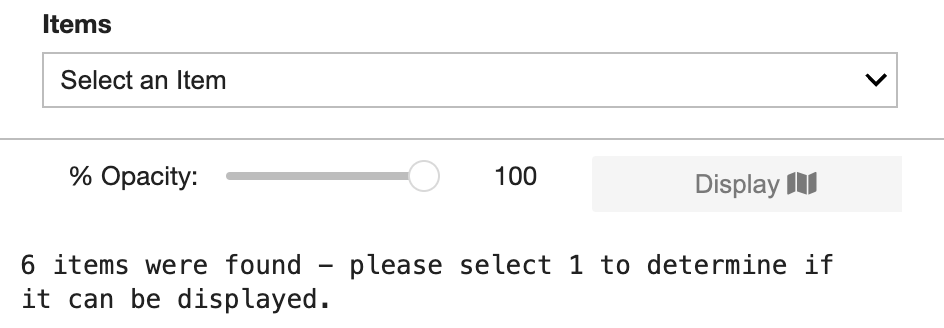 Items
Select an Item
% Opacity: 100 Display
6 items were found – please select 1 to determine if
it can be displayed.